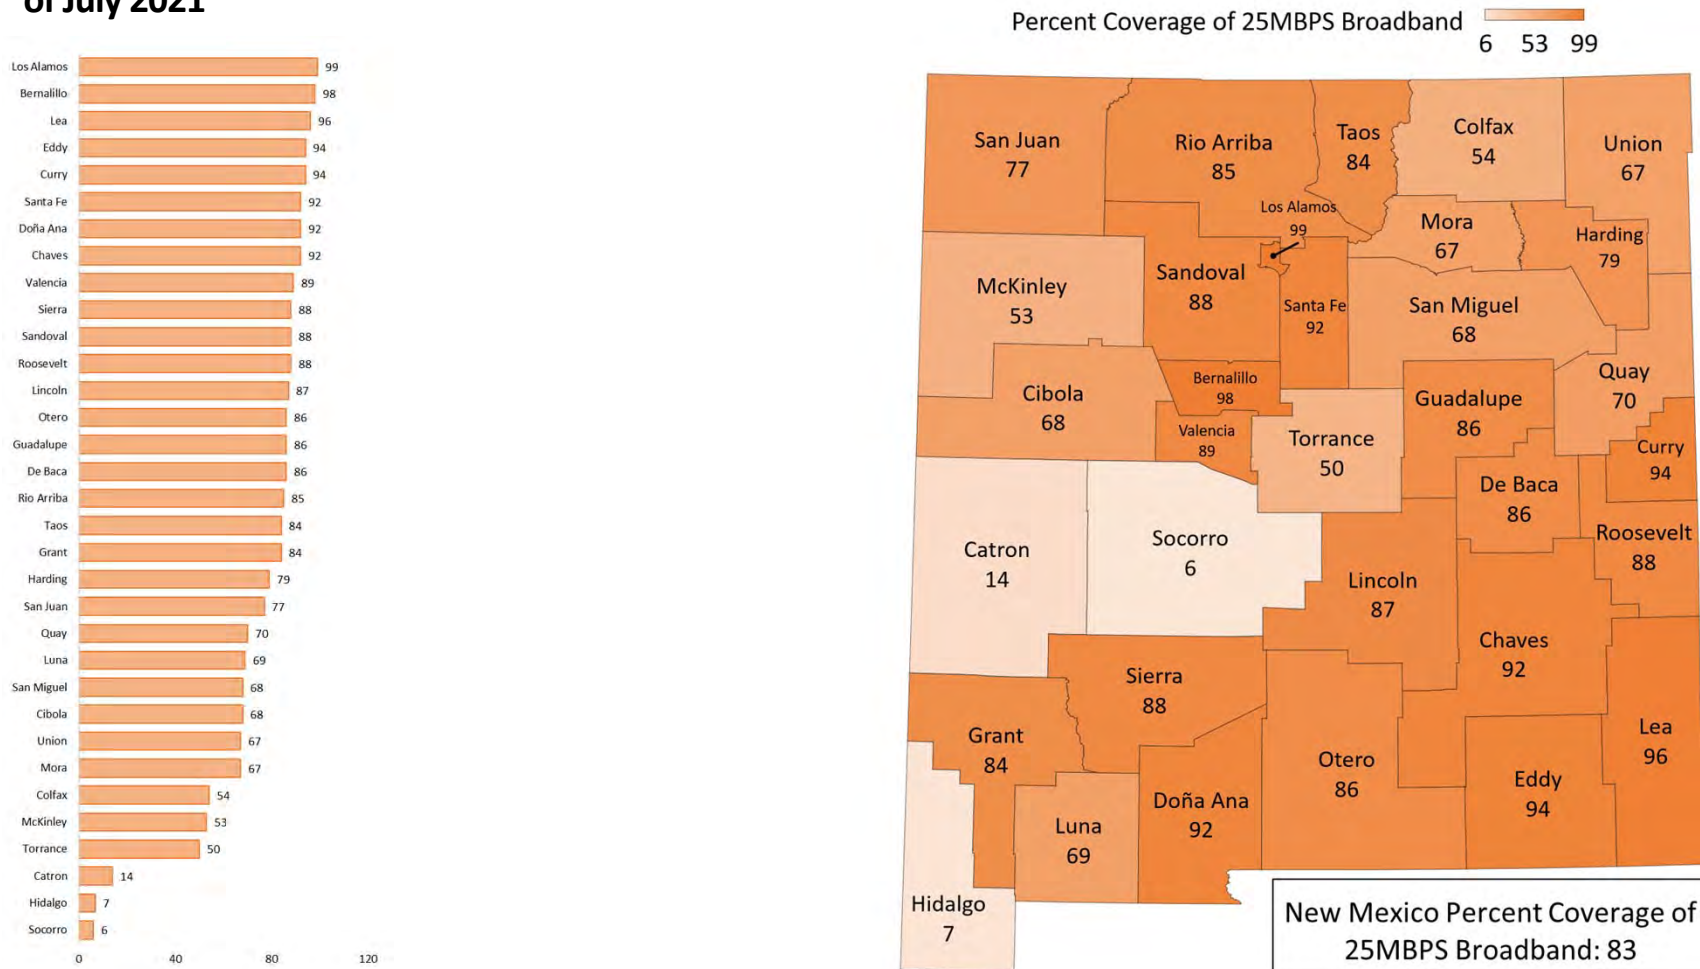 of July 2021
Los Alamos 99
Bernalillo 98
Lea 96
Eddy 94
Curry 94
Santa Fe 92
Doña Ana 92
Chaves 92
Valencia 89
Sierra 88
Sandoval 88
Roosevelt 88
Lincoln 87
Otero 86
Guadalupe 86
De Baca 86
Rio Arriba 85
Taos 84
Grant 84
Harding 79
San Juan 77
Quay 70
Luna 69
San Miguel 68
Cibola 68
Union 67
Mora 67
Colfax 54
McKinley 53
Torrance 50
Catron 14
Hidalgo 7
Socorro 6
0 40 80 120
Percent Coverage of 25MBPS Broadband
6 53 99
San Juan
77
Rio Arriba
85
Taos
84
Colfax
54
Union
67
Los Alamos
99
Mora
67
Harding
79
McKinley
53
Sandoval
88
Santa Fe
92
San Miguel
68
Cibola
68
Bernalillo
98
Valencia
89
Torrance
50
Guadalupe
86
Quay
70
Curry
94
De Baca
86
Roosevelt
88
Catron
14
Socorro
6
Lincoln
87
Chaves
92
Sierra
88
Grant
84
Lea
96
Otero
86
Eddy
94
Doña Ana
92
Luna
69
Hidalgo
7
New Mexico Percent Coverage of
25MBPS Broadband: 83